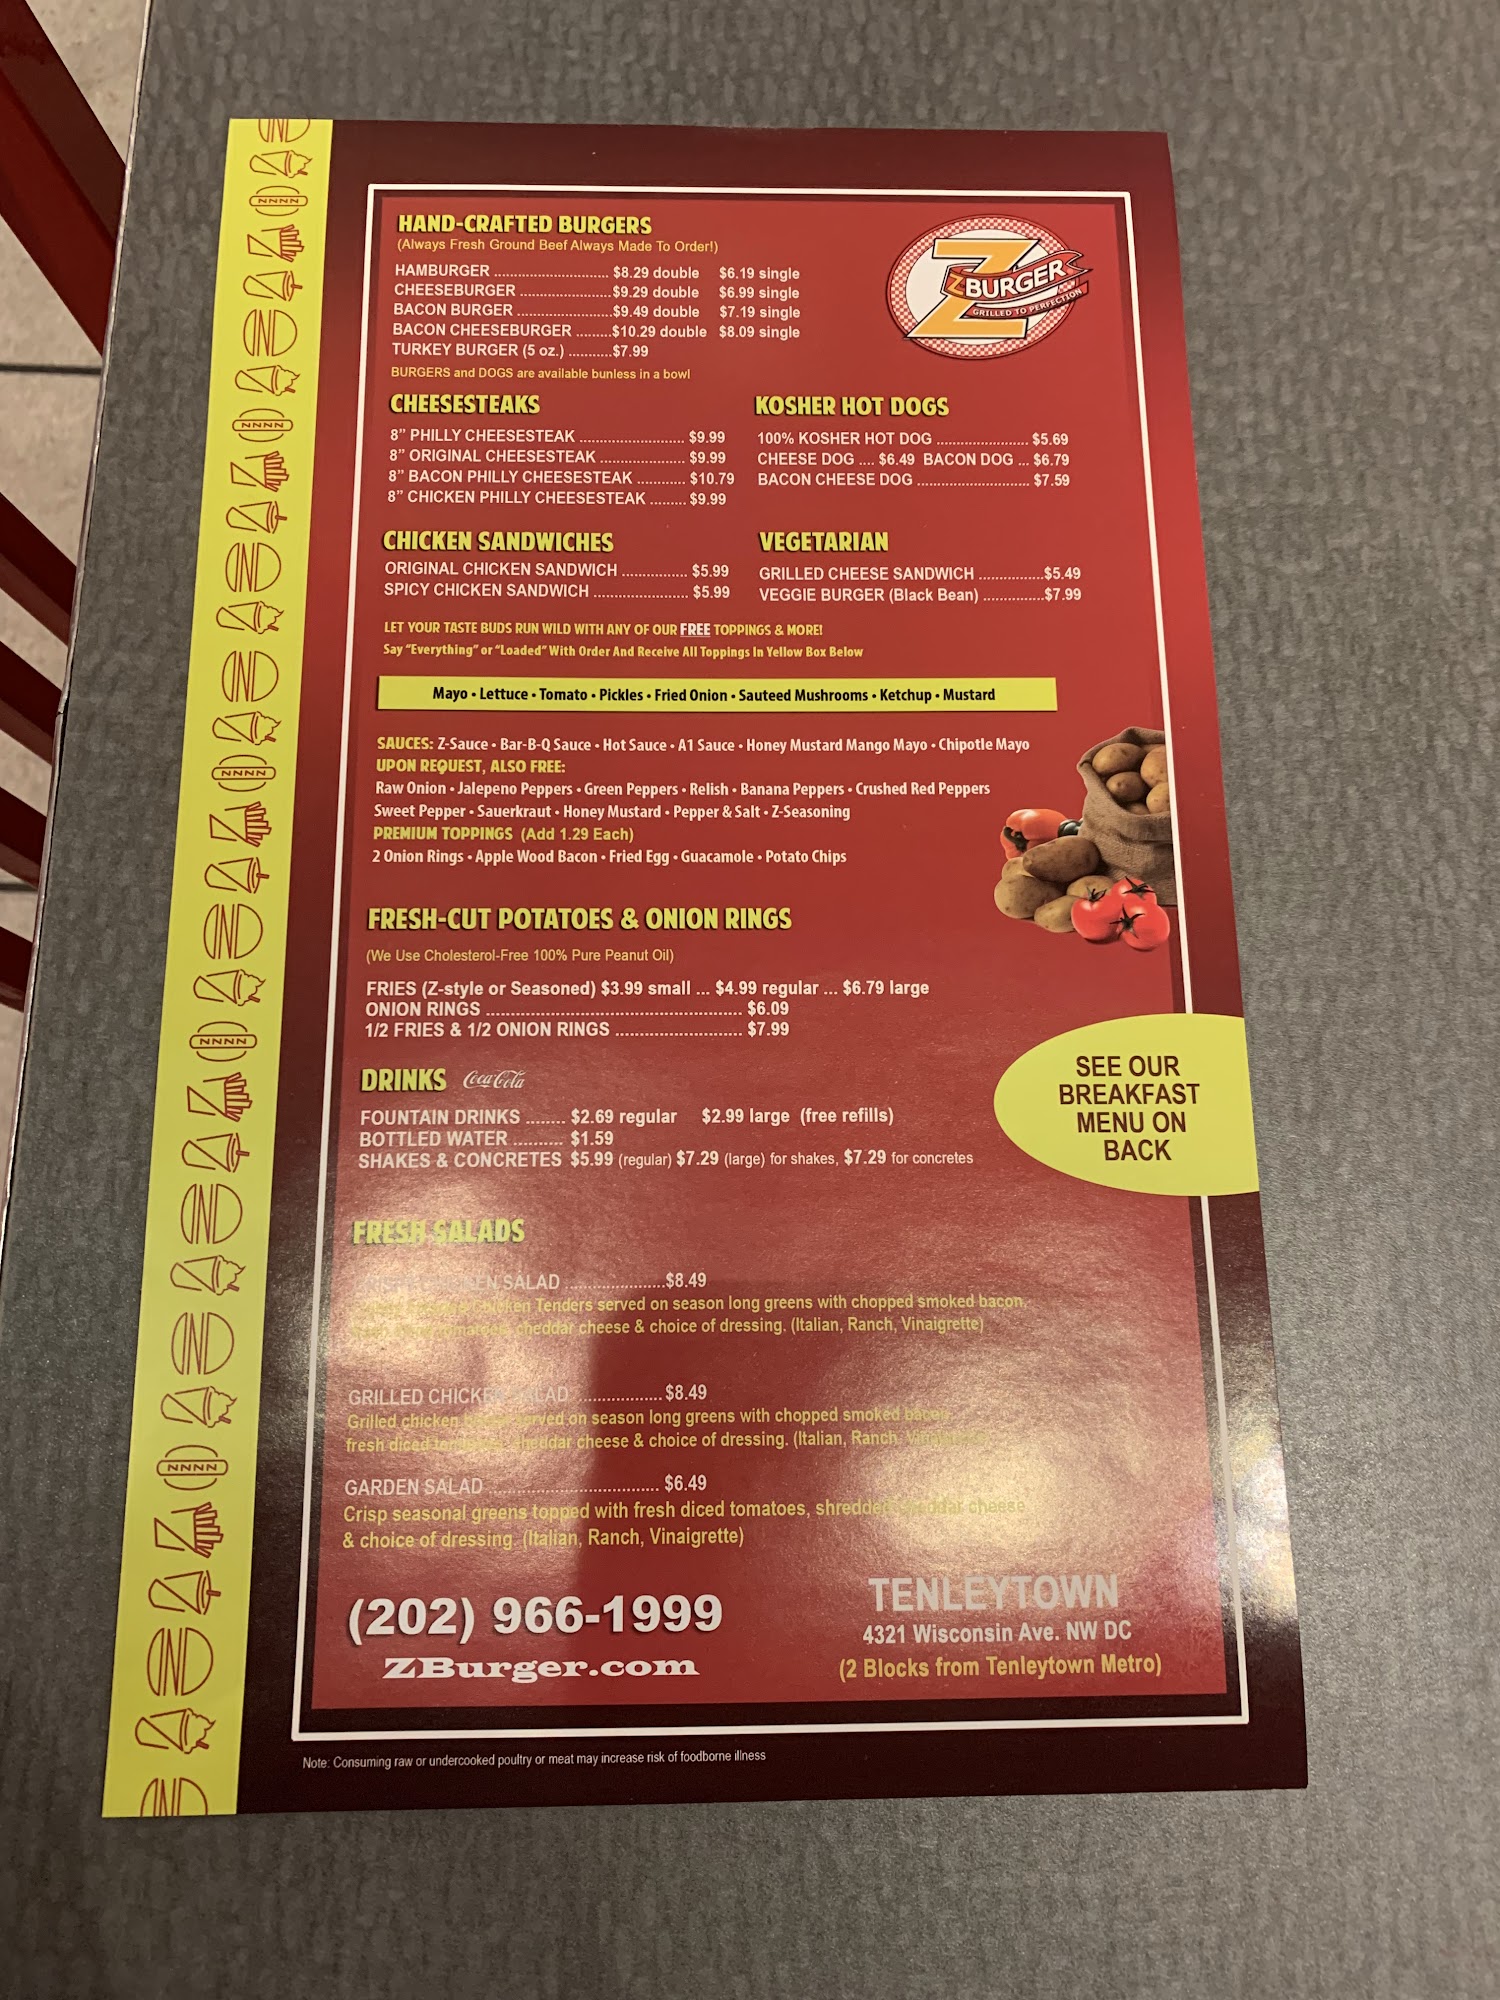 HAND-CRAFTED BURGERS
(Always Fresh Ground Beef Always Made To Order!)
HAMBURGER ............................ $8.29 double $6.19 single
CHEESEBURGER .......................$9.29 double $6.99 single
BACON BURGER ........................$9.49 double $7.19 single
BACON CHEESEBURGER .........$10.29 double $8.09 single
TURKEY BURGER (5 oz.) ...........$7.99
BURGERS and DOGS are available bunless in a bowl
Z BURGER
GRILLED TO PERFECTION
CHEESESTEAKS
8” PHILLY CHEESESTEAK .......................... $9.99
8” ORIGINAL CHEESESTEAK ..................... $9.99
8” BACON PHILLY CHEESESTEAK ............ $10.79
8” CHICKEN PHILLY CHEESESTEAK ......... $9.99
KOSHER HOT DOGS
100% KOSHER HOT DOG ....................... $5.69
CHEESE DOG .... $6.49 BACON DOG ... $6.79
BACON CHEESE DOG ............................ $7.59
CHICKEN SANDWICHES
ORIGINAL CHICKEN SANDWICH ................ $5.99
SPICY CHICKEN SANDWICH ....................... $5.99
VEGETARIAN
GRILLED CHEESE SANDWICH ................$5.49
VEGGIE BURGER (Black Bean) ...............$7.99
LET YOUR TASTE BUDS RUN WILD WITH ANY OF OUR FREE TOPPINGS & MORE!
Say “Everything” or “Loaded” With Order And Receive All Toppings In Yellow Box Below
Mayo • Lettuce • Tomato • Pickles • Fried Onion • Sauteed Mushrooms • Ketchup • Mustard
SAUCES: Z-Sauce • Bar-B-Q Sauce • Hot Sauce • A1 Sauce • Honey Mustard Mango Mayo • Chipotle Mayo
UPON REQUEST, ALSO FREE:
Raw Onion • Jalepeno Peppers • Green Peppers • Relish • Banana Peppers • Crushed Red Peppers
Sweet Pepper • Sauerkraut • Honey Mustard • Pepper & Salt • Z-Seasoning
PREMIUM TOPPINGS (Add 1.29 Each)
2 Onion Rings • Apple Wood Bacon • Fried Egg • Guacamole • Potato Chips
FRESH-CUT POTATOES & ONION RINGS
(We Use Cholesterol-Free 100% Pure Peanut Oil)
FRIES (Z-style or Seasoned) $3.99 small ... $4.99 regular ... $6.79 large
ONION RINGS ................................................ $6.09
1/2 FRIES & 1/2 ONION RINGS ........................ $7.99
DRINKS Coca-Cola
FOUNTAIN DRINKS ........ $2.69 regular $2.99 large (free refills)
BOTTLED WATER .......... $1.59
SHAKES & CONCRETES $5.99 (regular) $7.29 (large) for shakes, $7.29 for concretes
SEE OUR
BREAKFAST
MENU ON
BACK
FRESH SALADS
SALAD ......................$8.49
Chicken Tenders served on season long greens with chopped smoked bacon,
tomatoes, cheddar cheese & choice of dressing. (Italian, Ranch, Vinaigrette)
GRILLED CHICKEN SALAD .................. $8.49
Grilled chicken served on season long greens with chopped smoked bacon,
fresh diced cheddar cheese & choice of dressing. (Italian, Ranch,
GARDEN SALAD ..................................... $6.49
Crisp seasonal greens topped with fresh diced tomatoes, shredded cheddar cheese
& choice of dressing. (Italian, Ranch, Vinaigrette)
(202) 966-1999
ZBurger.com
TENLEYTOWN
4321 Wisconsin Ave. NW DC
(2 Blocks from Tenleytown Metro)
Note: Consuming raw or undercooked poultry or meat may increase risk of foodborne illness